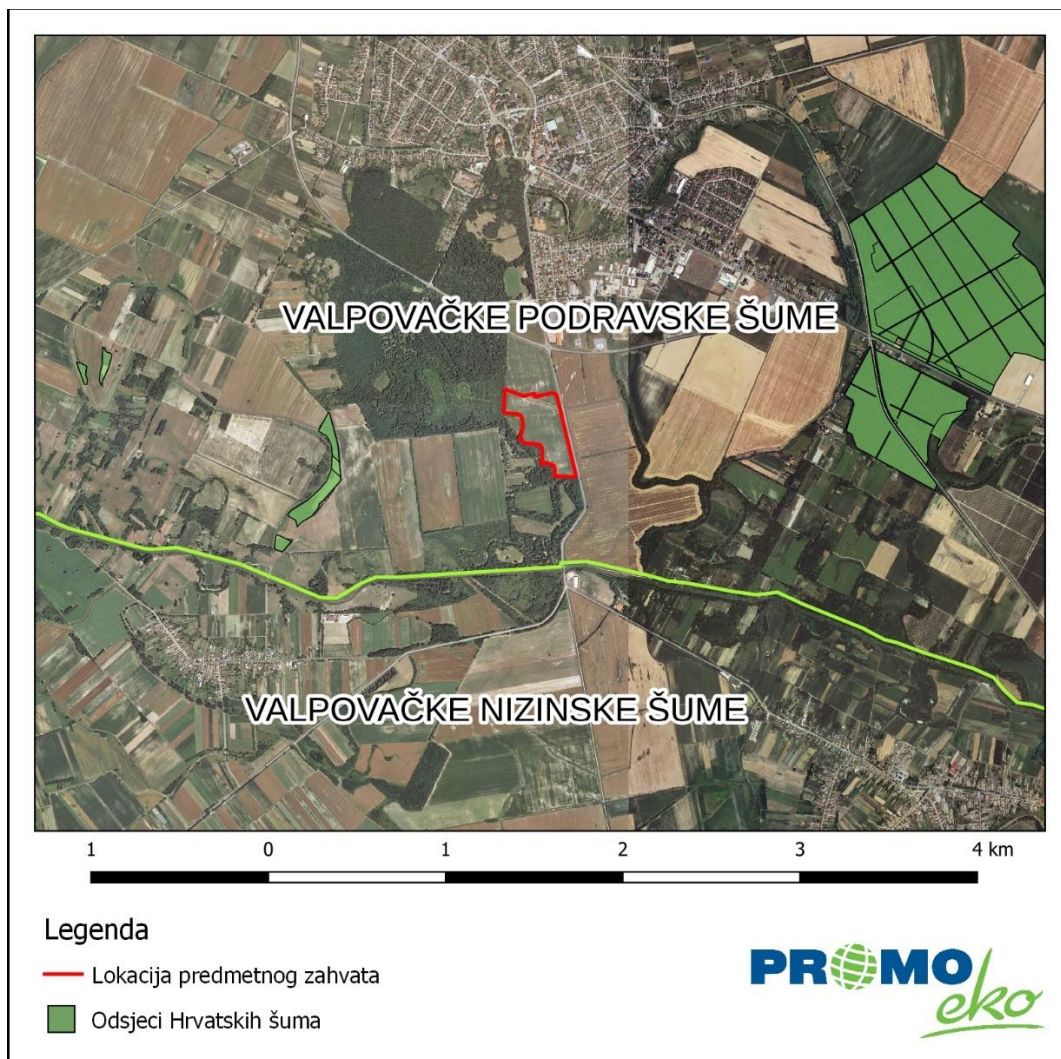 VALPOVAČKE PODRAVSKE ŠUME
VALPOVAČKE NIZINSKE ŠUME
1 0 1 2 3 4 km
Legenda
Lokacija predmetnog zahvata
Odsjeci Hrvatskih šuma
PROMO
eko